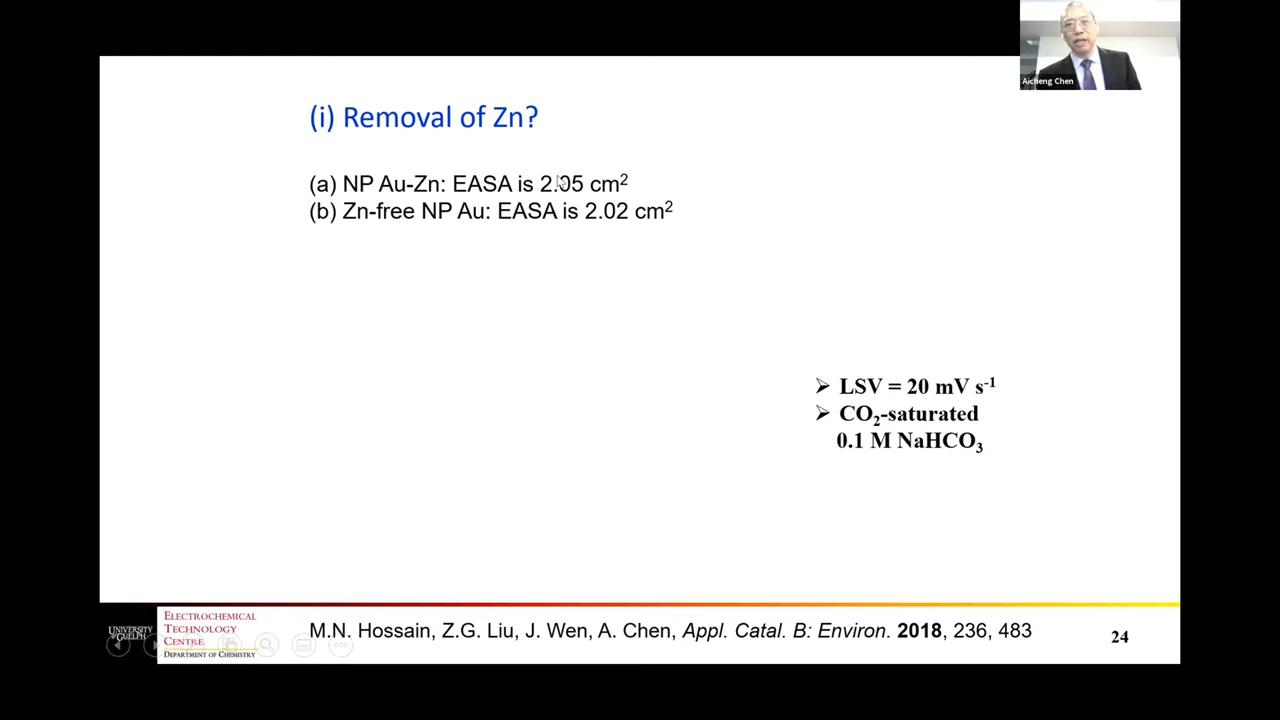 Aicheng Chen
(i) Removal of Zn?
(a) NP Au-Zn: EASA is 2.05 cm²
(b) Zn-free NP Au: EASA is 2.02 cm²
➢ LSV = 20 mV s⁻¹
➢ CO₂-saturated
0.1 M NaHCO₃
UNIVERSITY
OF GUELPH
ELECTROCHEMICAL
TECHNOLOGY
CENTRE
DEPARTMENT OF CHEMISTRY
M.N. Hossain, Z.G. Liu, J. Wen, A. Chen, Appl. Catal. B: Environ. 2018, 236, 483
24